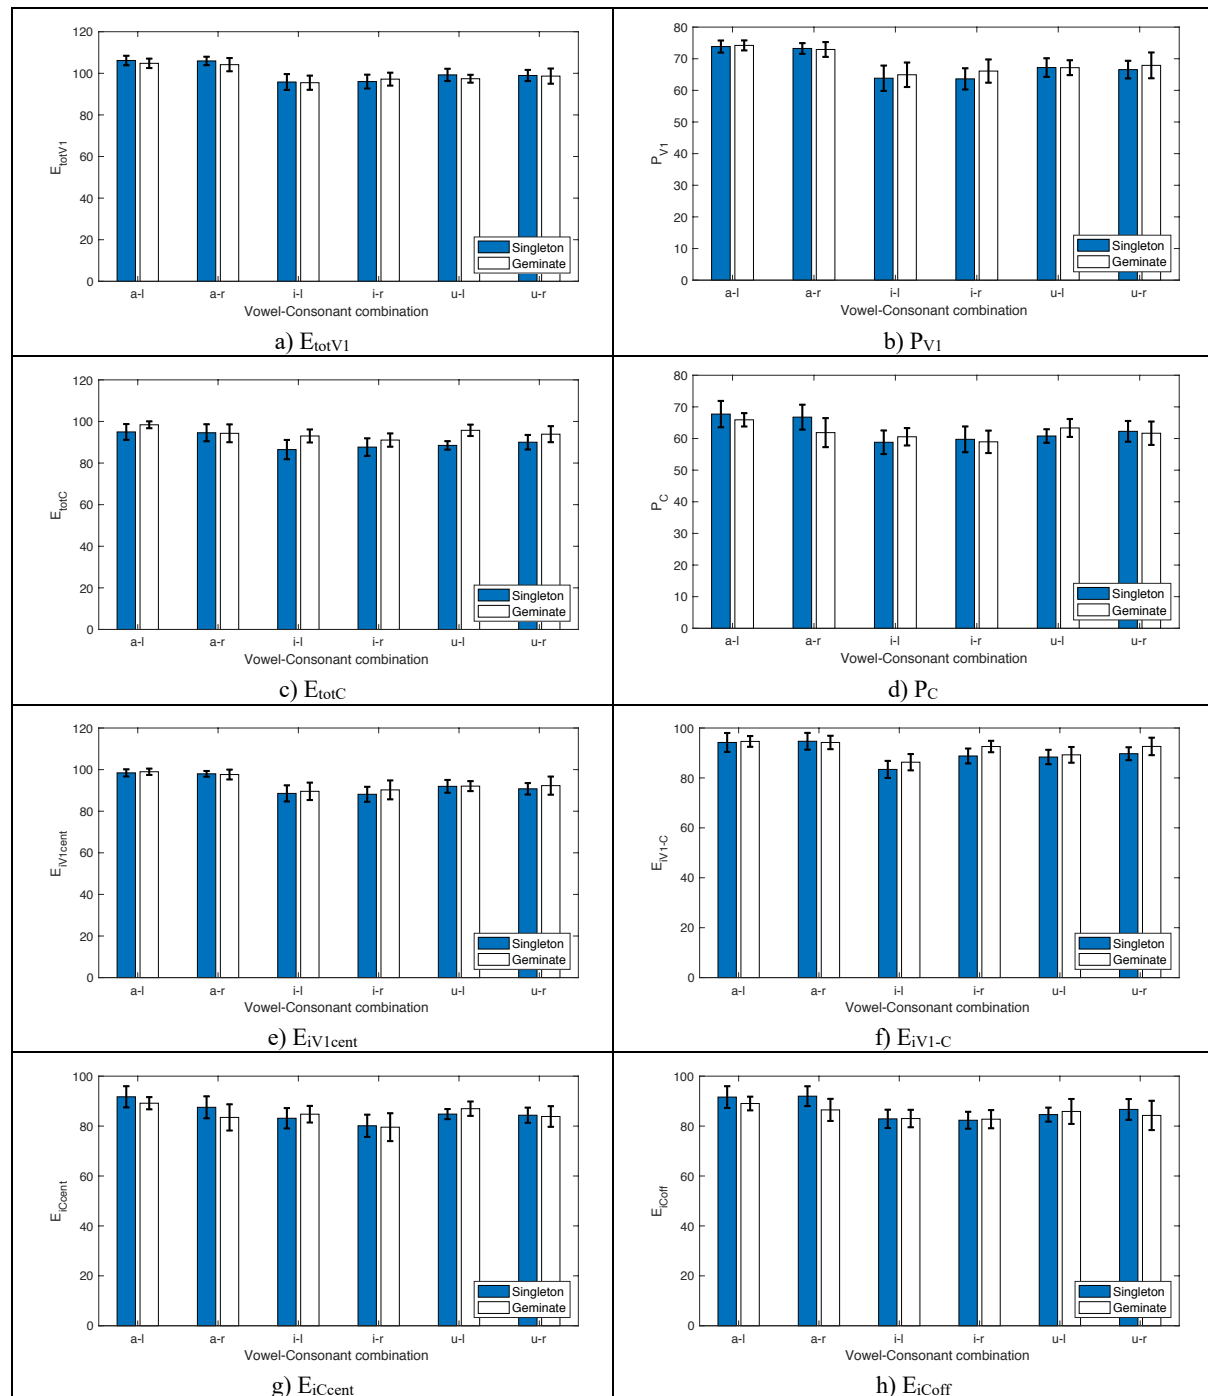 120
100
80
60
40
20
0
E_totV1
Singleton
Geminate
a-l a-r i-l i-r u-l u-r
Vowel-Consonant combination
a) E_totV1
80
70
60
50
40
30
20
10
0
P_V1
Singleton
Geminate
a-l a-r i-l i-r u-l u-r
Vowel-Consonant combination
b) P_V1
120
100
80
60
40
20
0
E_totC
Singleton
Geminate
a-l a-r i-l i-r u-l u-r
Vowel-Consonant combination
c) E_totC
80
70
60
50
40
30
20
10
0
P_C
Singleton
Geminate
a-l a-r i-l i-r u-l u-r
Vowel-Consonant combination
d) P_C
120
100
80
60
40
20
0
E_iV1cent
Singleton
Geminate
a-l a-r i-l i-r u-l u-r
Vowel-Consonant combination
e) E_iV1cent
100
80
60
40
20
0
E_iV1-C
Singleton
Geminate
a-l a-r i-l i-r u-l u-r
Vowel-Consonant combination
f) E_iV1-C
100
80
60
40
20
0
E_iCcent
Singleton
Geminate
a-l a-r i-l i-r u-l u-r
Vowel-Consonant combination
g) E_iCcent
100
80
60
40
20
0
E_iCoff
Singleton
Geminate
a-l a-r i-l i-r u-l u-r
Vowel-Consonant combination
h) E_iCoff